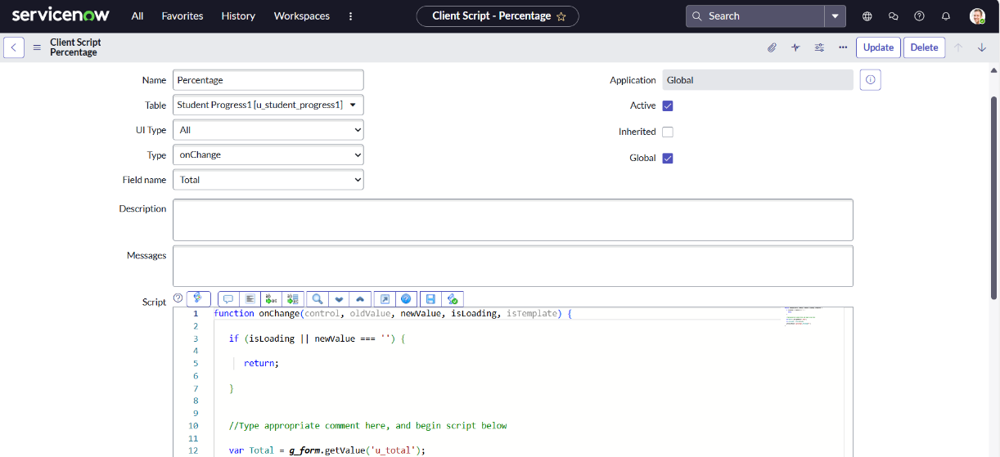 servicenow All Favorites History Workspaces Client Script - Percentage Search
Client Script
Percentage
Update Delete
Name Percentage
Application Global
Table Student Progress1 [u_student_progress1]
Active
UI Type All
Inherited
Type onChange
Global
Field name Total
Description
Messages
Script
1 function onChange(control, oldValue, newValue, isLoading, isTemplate) {
2
3 if (isLoading || newValue === '') {
4
5 return;
6
7 }
8
9
10 //Type appropriate comment here, and begin script below
11
12 var Total = g_form.getValue('u_total');